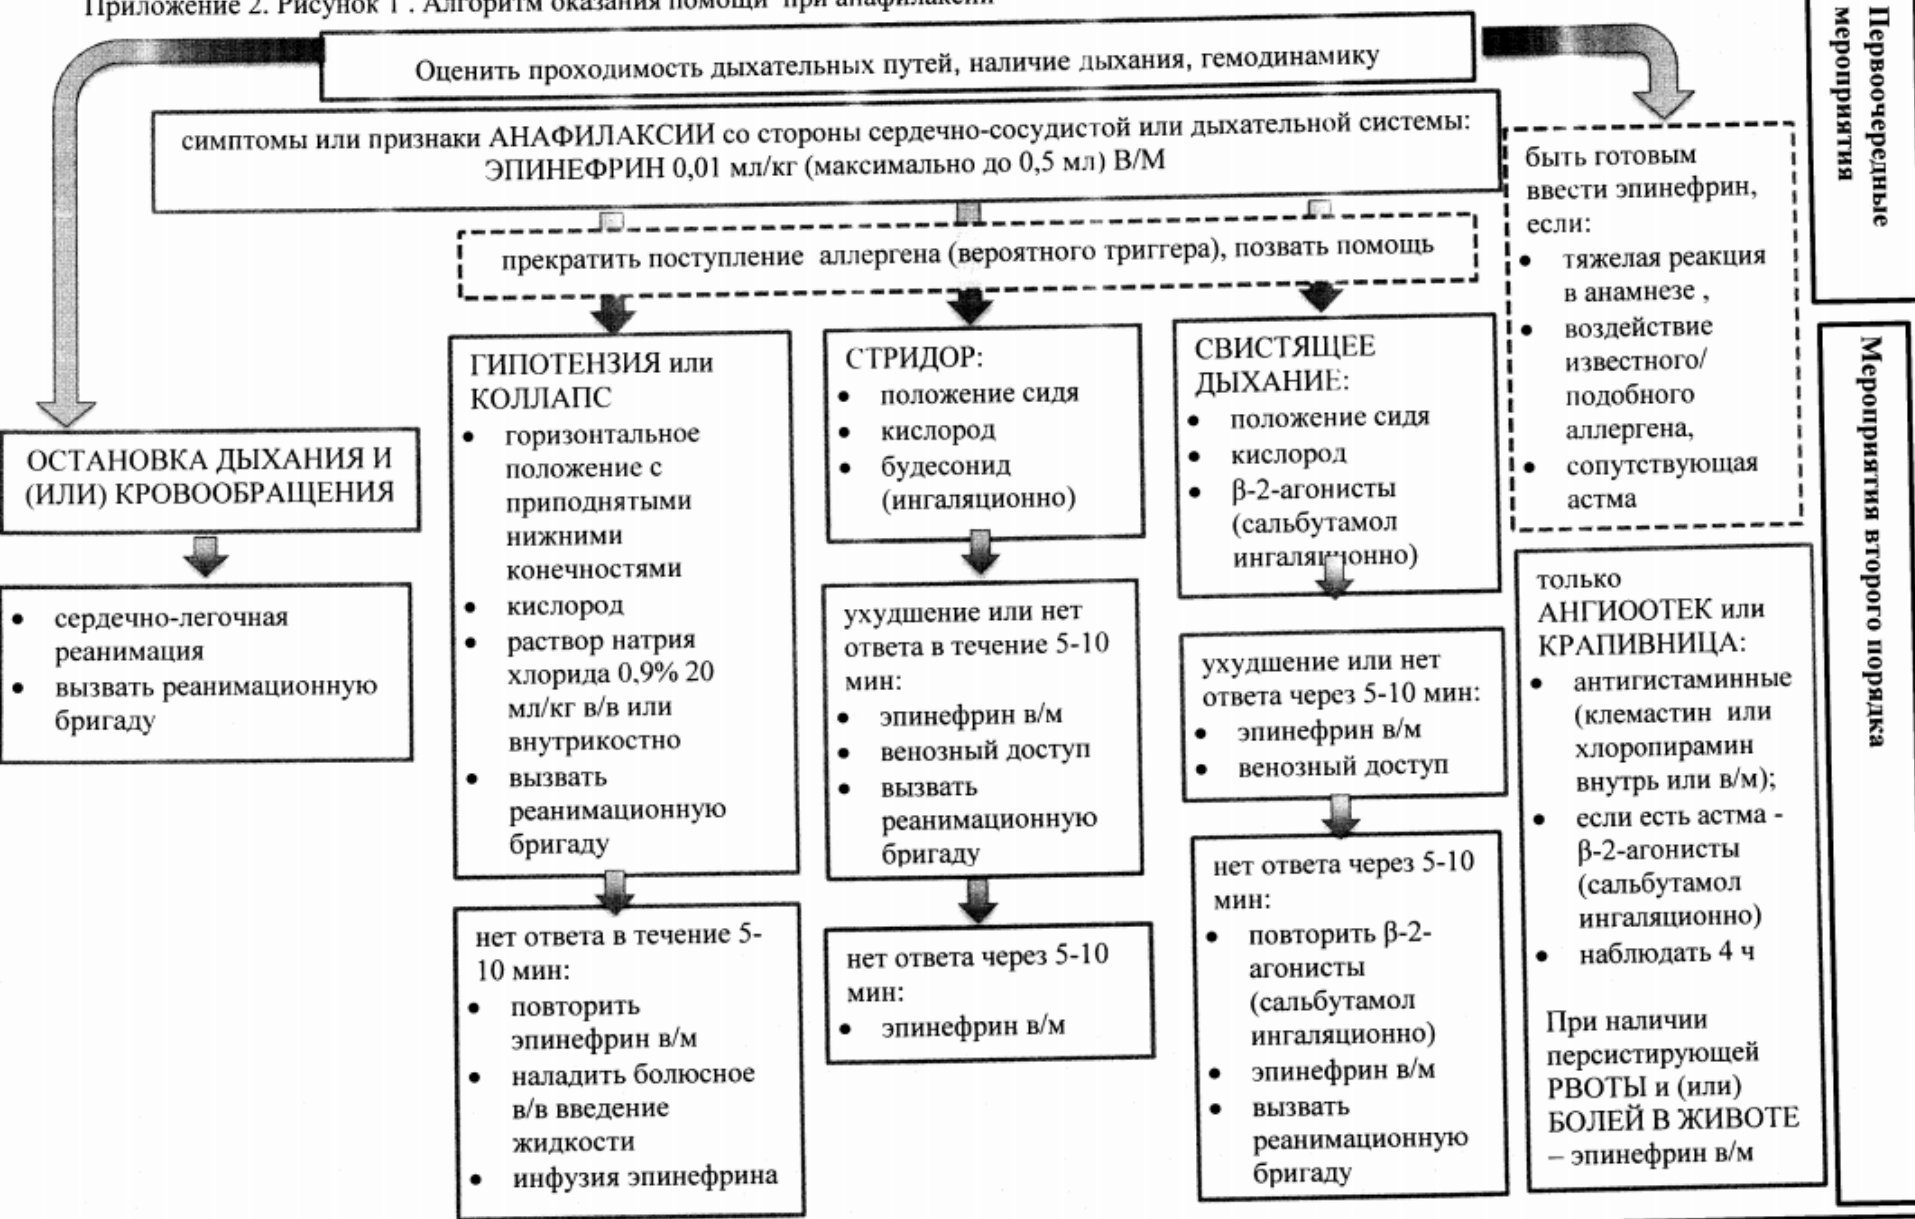 Приложение 2. Рисунок 1 . Алгоритм оказания помощи при анафилаксии
Оценить проходимость дыхательных путей, наличие дыхания, гемодинамику
симптомы или признаки АНАФИЛАКСИИ со стороны сердечно-сосудистой или дыхательной системы:
ЭПИНЕФРИН 0,01 мл/кг (максимально до 0,5 мл) В/М
прекратить поступление аллергена (вероятного триггера), позвать помощь
ОСТАНОВКА ДЫХАНИЯ И
(ИЛИ) КРОВООБРАЩЕНИЯ
• сердечно-легочная
реанимация
• вызвать реанимационную
бригаду
ГИПОТЕНЗИЯ или
КОЛЛАПС
• горизонтальное
положение с
приподнятыми
нижними
конечностями
• кислород
• раствор натрия
хлорида 0,9% 20
мл/кг в/в или
внутрикостно
• вызвать
реанимационную
бригаду
нет ответа в течение 5-
10 мин:
• повторить
эпинефрин в/м
• наладить болюсное
в/в введение
жидкости
• инфузия эпинефрина
СТРИДОР:
• положение сидя
• кислород
• будесонид
(ингаляционно)
ухудшение или нет
ответа в течение 5-10
мин:
• эпинефрин в/м
• венозный доступ
• вызвать
реанимационную
бригаду
нет ответа через 5-10
мин:
• эпинефрин в/м
СВИСТЯЩЕЕ
ДЫХАНИЕ:
• положение сидя
• кислород
• β-2-агонисты
(сальбутамол
ингаляционно)
ухудшение или нет
ответа через 5-10 мин:
• эпинефрин в/м
• венозный доступ
нет ответа через 5-10
мин:
• повторить β-2-
агонисты
(сальбутамол
ингаляционно)
• эпинефрин в/м
• вызвать
реанимационную
бригаду
быть готовым
ввести эпинефрин,
если:
• тяжелая реакция
в анамнезе ,
• воздействие
известного/
подобного
аллергена,
• сопутствующая
астма
только
АНГИООТЕК или
КРАПИВНИЦА:
• антигистаминные
(клемастин или
хлоропирамин
внутрь или в/м);
• если есть астма -
β-2-агонисты
(сальбутамол
ингаляционно)
• наблюдать 4 ч
При наличии
персистирующей
РВОТЫ и (или)
БОЛЕЙ В ЖИВОТЕ
– эпинефрин в/м
Первоочередные
мероприятия
Мероприятия второго порядка